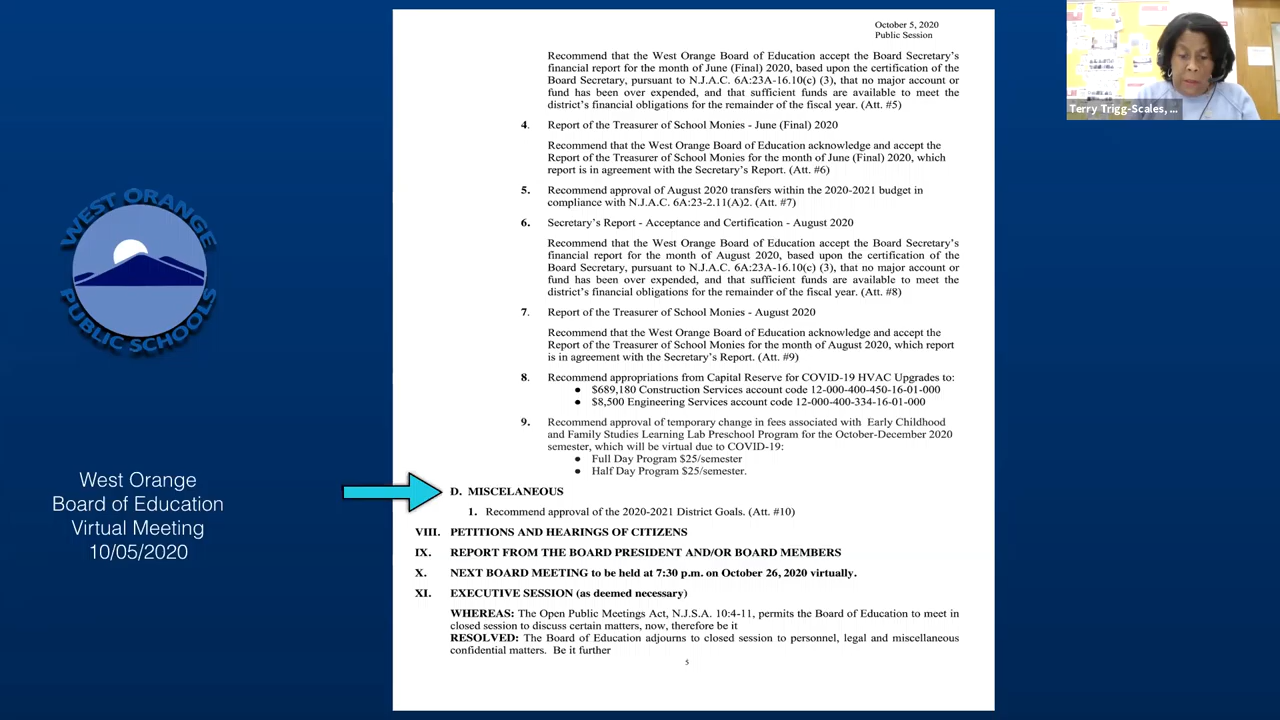 October 5, 2020
Public Session
Recommend that the West Orange Board of Education accept the Board Secretary's
financial report for the month of June (Final) 2020, based upon the certification of the
Board Secretary, pursuant to N.J.A.C. 6A:23A-16.10(c) (3), that no major account or
fund has been over expended, and that sufficient funds are available to meet the
district's financial obligations for the remainder of the fiscal year. (Att. #5)
4. Report of the Treasurer of School Monies - June (Final) 2020
Recommend that the West Orange Board of Education acknowledge and accept the
Report of the Treasurer of School Monies for the month of June (Final) 2020, which
report is in agreement with the Secretary's Report. (Att. #6)
5. Recommend approval of August 2020 transfers within the 2020-2021 budget in
compliance with N.J.A.C. 6A:23-2.11(A)2. (Att. #7)
6. Secretary's Report - Acceptance and Certification - August 2020
Recommend that the West Orange Board of Education accept the Board Secretary's
financial report for the month of August 2020, based upon the certification of the
Board Secretary, pursuant to N.J.A.C. 6A:23A-16.10(c) (3), that no major account or
fund has been over expended, and that sufficient funds are available to meet the
district's financial obligations for the remainder of the fiscal year. (Att. #8)
7. Report of the Treasurer of School Monies - August 2020
Recommend that the West Orange Board of Education acknowledge and accept the
Report of the Treasurer of School Monies for the month of August 2020, which report
is in agreement with the Secretary's Report. (Att. #9)
8. Recommend appropriations from Capital Reserve for COVID-19 HVAC Upgrades to:
● $689,180 Construction Services account code 12-000-400-450-16-01-000
● $8,500 Engineering Services account code 12-000-400-334-16-01-000
9. Recommend approval of temporary change in fees associated with Early Childhood
and Family Studies Learning Lab Preschool Program for the October-December 2020
semester, which will be virtual due to COVID-19:
● Full Day Program $25/semester
● Half Day Program $25/semester.
D. MISCELANEOUS
1. Recommend approval of the 2020-2021 District Goals. (Att. #10)
VIII. PETITIONS AND HEARINGS OF CITIZENS
IX. REPORT FROM THE BOARD PRESIDENT AND/OR BOARD MEMBERS
X. NEXT BOARD MEETING to be held at 7:30 p.m. on October 26, 2020 virtually.
XI. EXECUTIVE SESSION (as deemed necessary)
WHEREAS: The Open Public Meetings Act, N.J.S.A. 10:4-11, permits the Board of Education to meet in
closed session to discuss certain matters, now, therefore be it
RESOLVED: The Board of Education adjourns to closed session to personnel, legal and miscellaneous
confidential matters. Be it further
5
WEST ORANGE
PUBLIC SCHOOLS
West Orange
Board of Education
Virtual Meeting
10/05/2020
Terry Trigg-Scales, ...